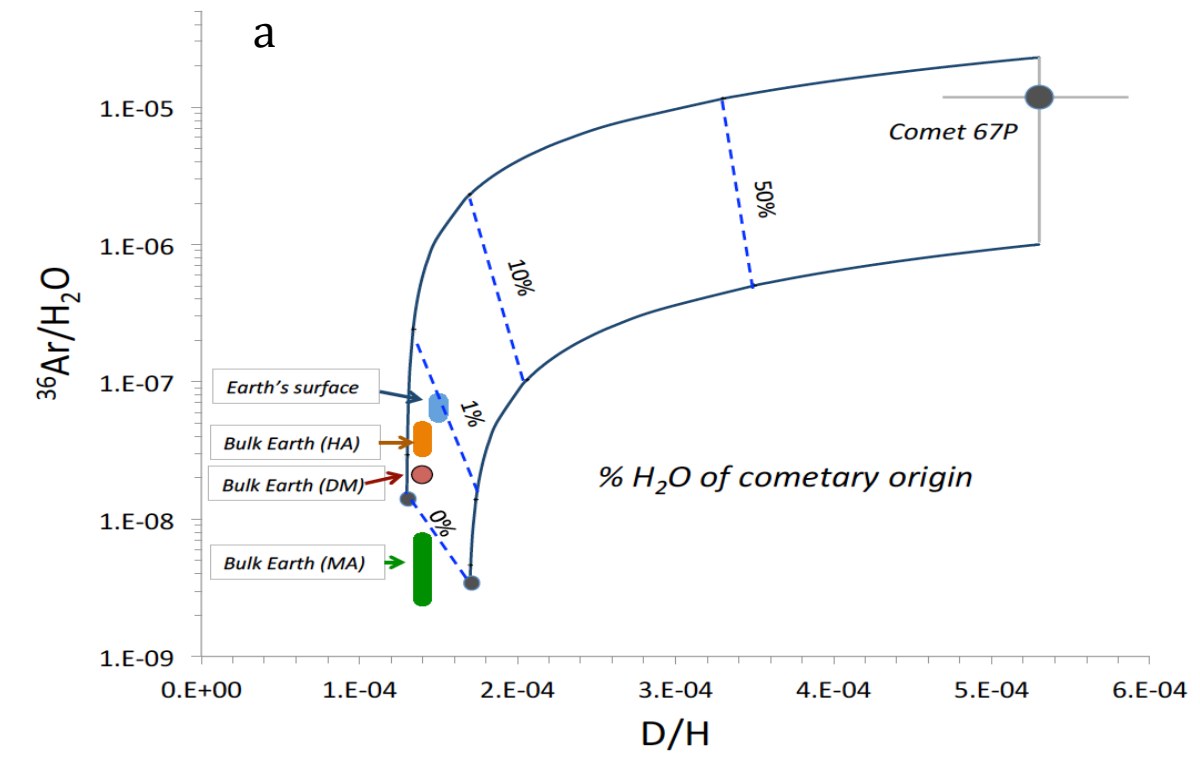 a
1.E-05
1.E-06
1.E-07
1.E-08
1.E-09
³⁶Ar/H₂O
Comet 67P
50%
10%
1%
0%
Earth's surface
Bulk Earth (HA)
Bulk Earth (DM)
Bulk Earth (MA)
% H₂O of cometary origin
0.E+00 1.E-04 2.E-04 3.E-04 4.E-04 5.E-04 6.E-04
D/H